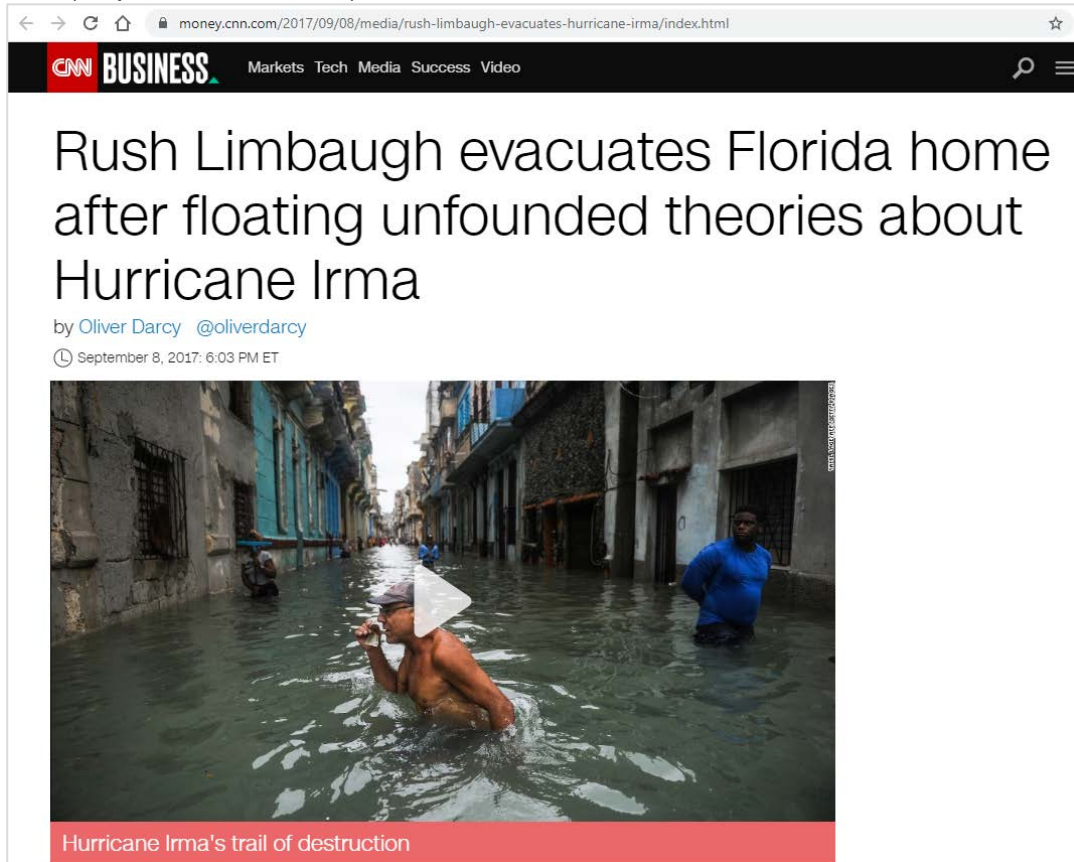 money.cnn.com/2017/09/08/media/rush-limbaugh-evacuates-hurricane-irma/index.html
CNN BUSINESS Markets Tech Media Success Video
Rush Limbaugh evacuates Florida home
after floating unfounded theories about
Hurricane Irma
by Oliver Darcy @oliverdarcy
September 8, 2017: 6:03 PM ET
Hurricane Irma's trail of destruction